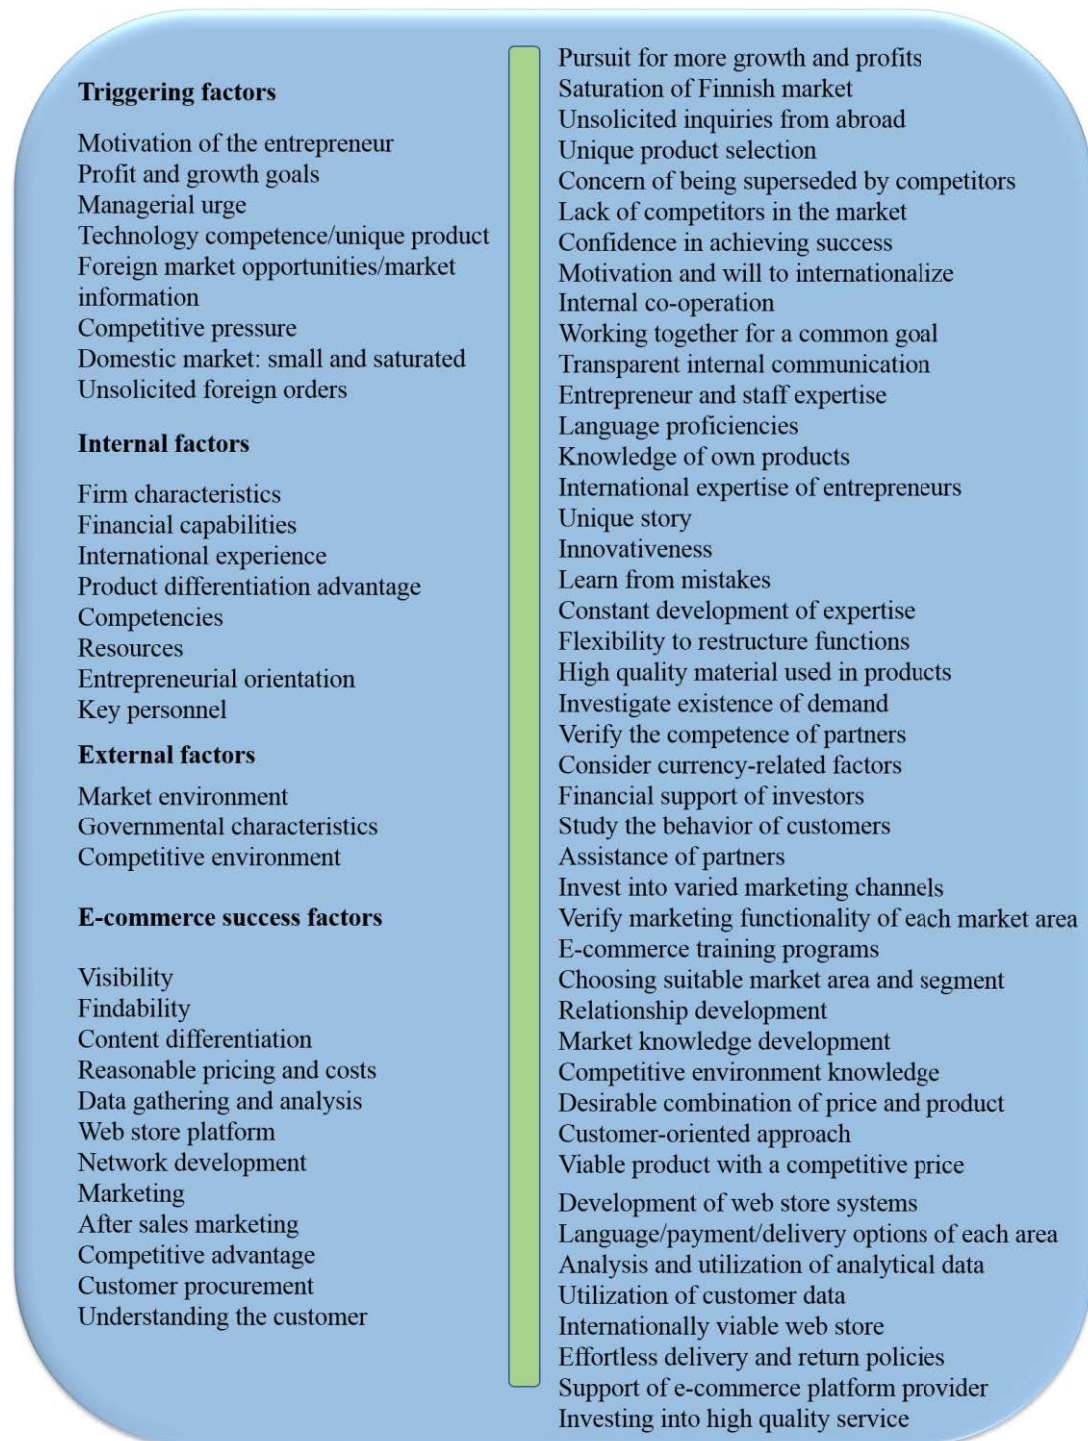 Triggering factors
Motivation of the entrepreneur
Profit and growth goals
Managerial urge
Technology competence/unique product
Foreign market opportunities/market
information
Competitive pressure
Domestic market: small and saturated
Unsolicited foreign orders
Internal factors
Firm characteristics
Financial capabilities
International experience
Product differentiation advantage
Competencies
Resources
Entrepreneurial orientation
Key personnel
External factors
Market environment
Governmental characteristics
Competitive environment
E-commerce success factors
Visibility
Findability
Content differentiation
Reasonable pricing and costs
Data gathering and analysis
Web store platform
Network development
Marketing
After sales marketing
Competitive advantage
Customer procurement
Understanding the customer
Pursuit for more growth and profits
Saturation of Finnish market
Unsolicited inquiries from abroad
Unique product selection
Concern of being superseded by competitors
Lack of competitors in the market
Confidence in achieving success
Motivation and will to internationalize
Internal co-operation
Working together for a common goal
Transparent internal communication
Entrepreneur and staff expertise
Language proficiencies
Knowledge of own products
International expertise of entrepreneurs
Unique story
Innovativeness
Learn from mistakes
Constant development of expertise
Flexibility to restructure functions
High quality material used in products
Investigate existence of demand
Verify the competence of partners
Consider currency-related factors
Financial support of investors
Study the behavior of customers
Assistance of partners
Invest into varied marketing channels
Verify marketing functionality of each market area
E-commerce training programs
Choosing suitable market area and segment
Relationship development
Market knowledge development
Competitive environment knowledge
Desirable combination of price and product
Customer-oriented approach
Viable product with a competitive price
Development of web store systems
Language/payment/delivery options of each area
Analysis and utilization of analytical data
Utilization of customer data
Internationally viable web store
Effortless delivery and return policies
Support of e-commerce platform provider
Investing into high quality service